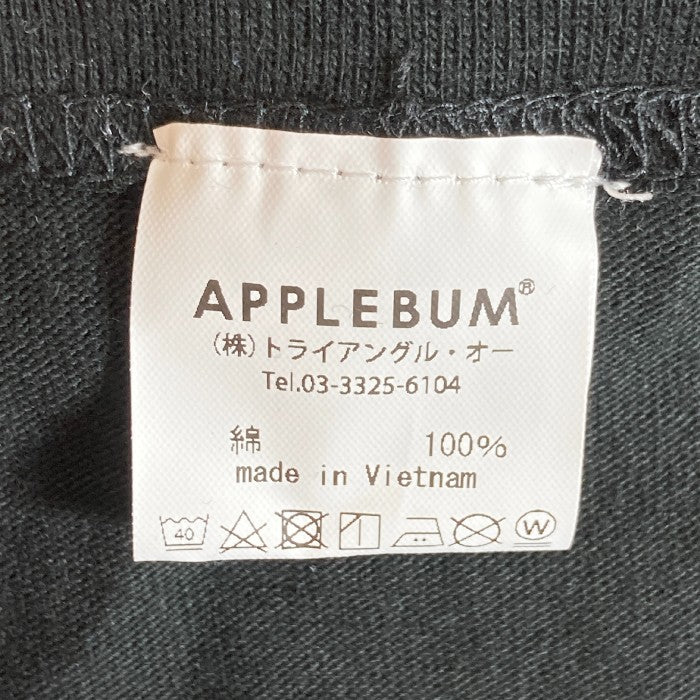 APPLEBUM®
(株)トライアングル・オー
Tel.03-3325-6104
綿 100%
made in Vietnam
40 W